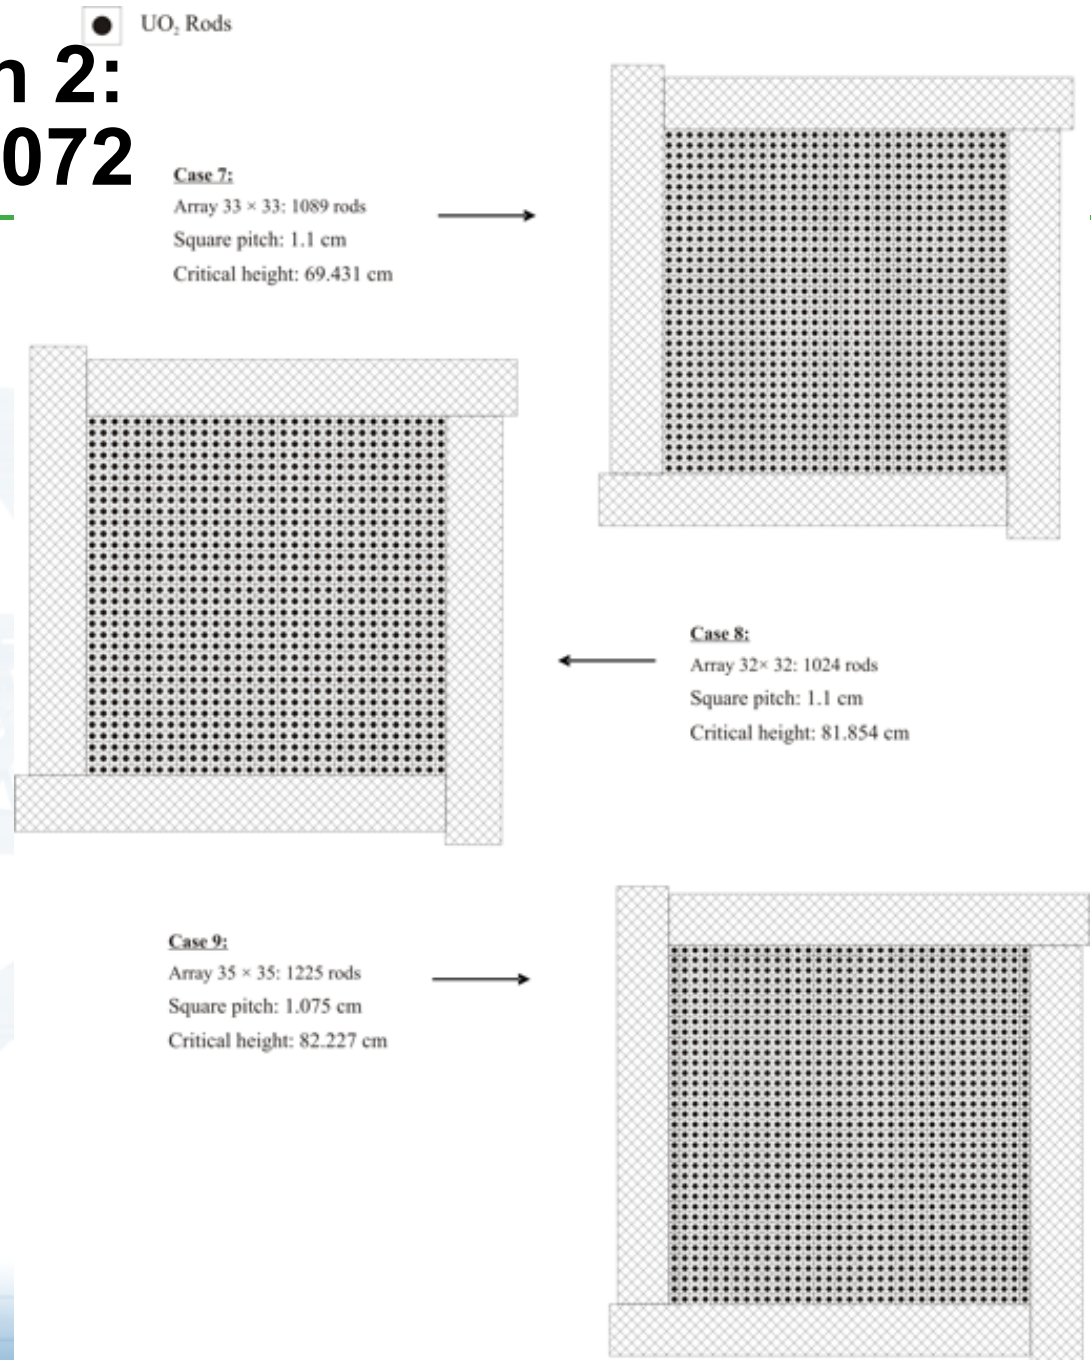 UO₂ Rods
n 2:
072
Case 7:
Array 33 × 33: 1089 rods
Square pitch: 1.1 cm
Critical height: 69.431 cm
Case 8:
Array 32× 32: 1024 rods
Square pitch: 1.1 cm
Critical height: 81.854 cm
Case 9:
Array 35 × 35: 1225 rods
Square pitch: 1.075 cm
Critical height: 82.227 cm